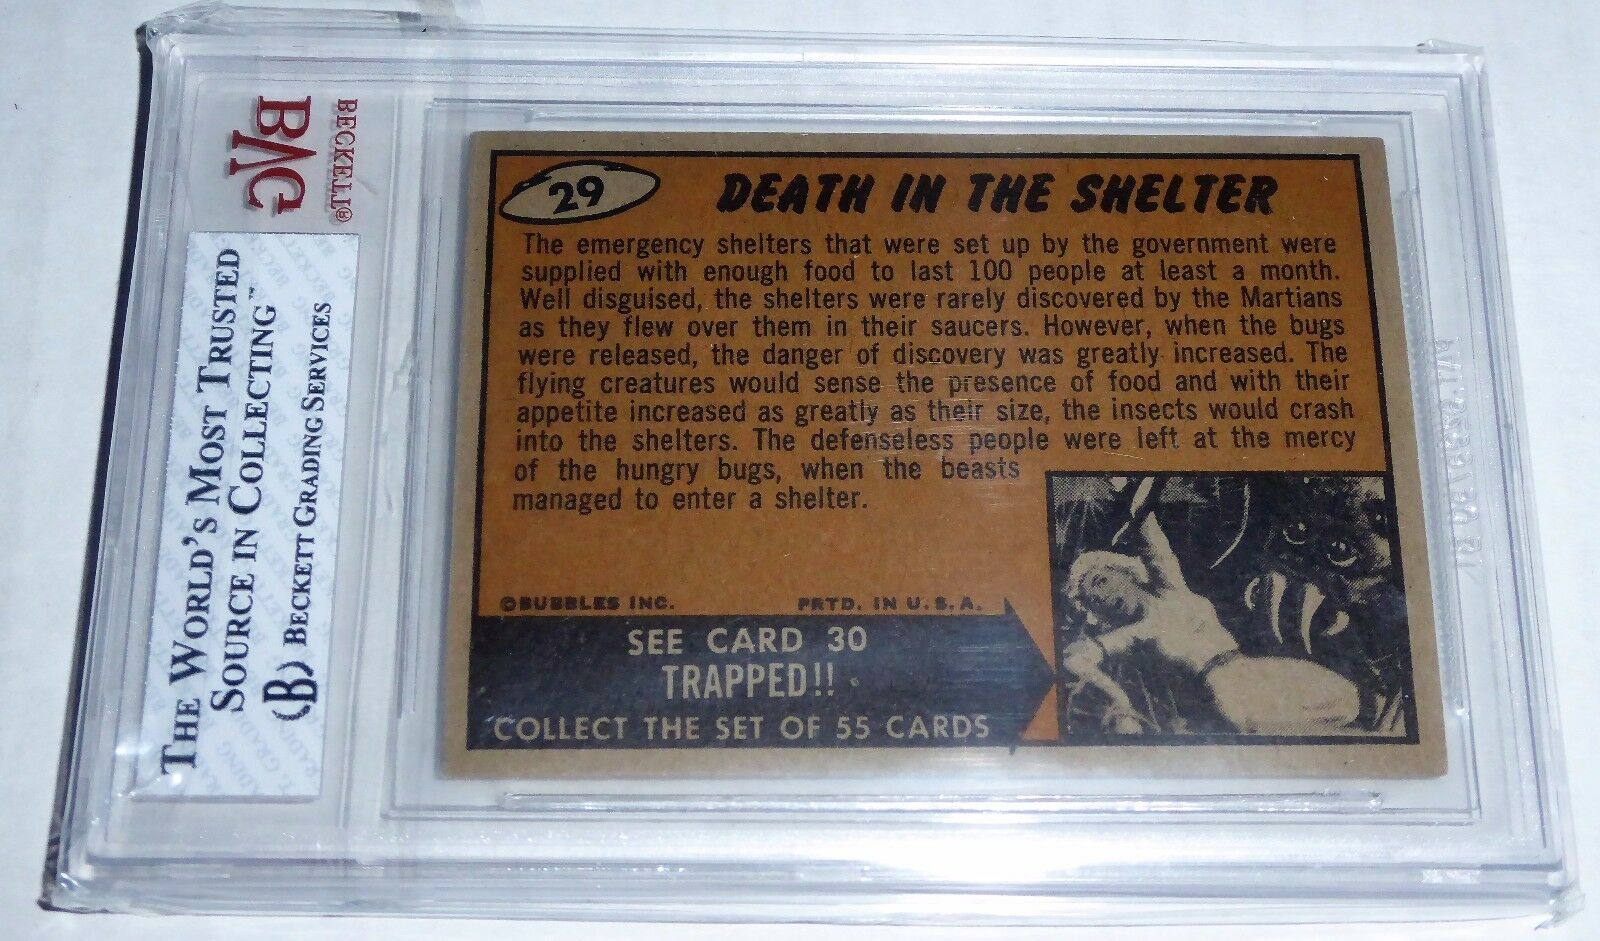 BECKETT®
BVG
THE WORLD'S MOST TRUSTED
SOURCE IN COLLECTING™
(B) BECKETT GRADING SERVICES
29
DEATH IN THE SHELTER
The emergency shelters that were set up by the government were
supplied with enough food to last 100 people at least a month.
Well disguised, the shelters were rarely discovered by the Martians
as they flew over them in their saucers. However, when the bugs
were released, the danger of discovery was greatly increased. The
flying creatures would sense the presence of food and with their
appetite increased as greatly as their size, the insects would crash
into the shelters. The defenseless people were left at the mercy
of the hungry bugs, when the beasts
managed to enter a shelter.
©BUBBLES INC. PRTD. IN U.S.A.
SEE CARD 30
TRAPPED!!
COLLECT THE SET OF 55 CARDS